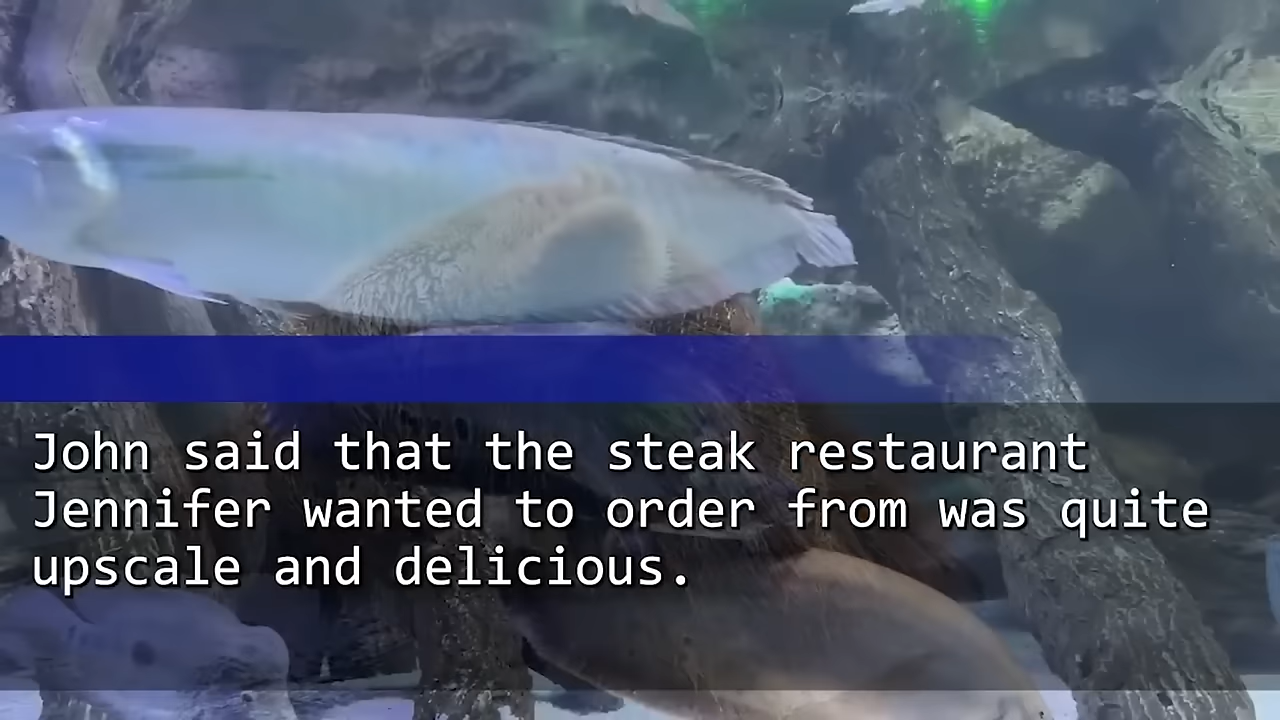 John said that the steak restaurant
Jennifer wanted to order from was quite
upscale and delicious.